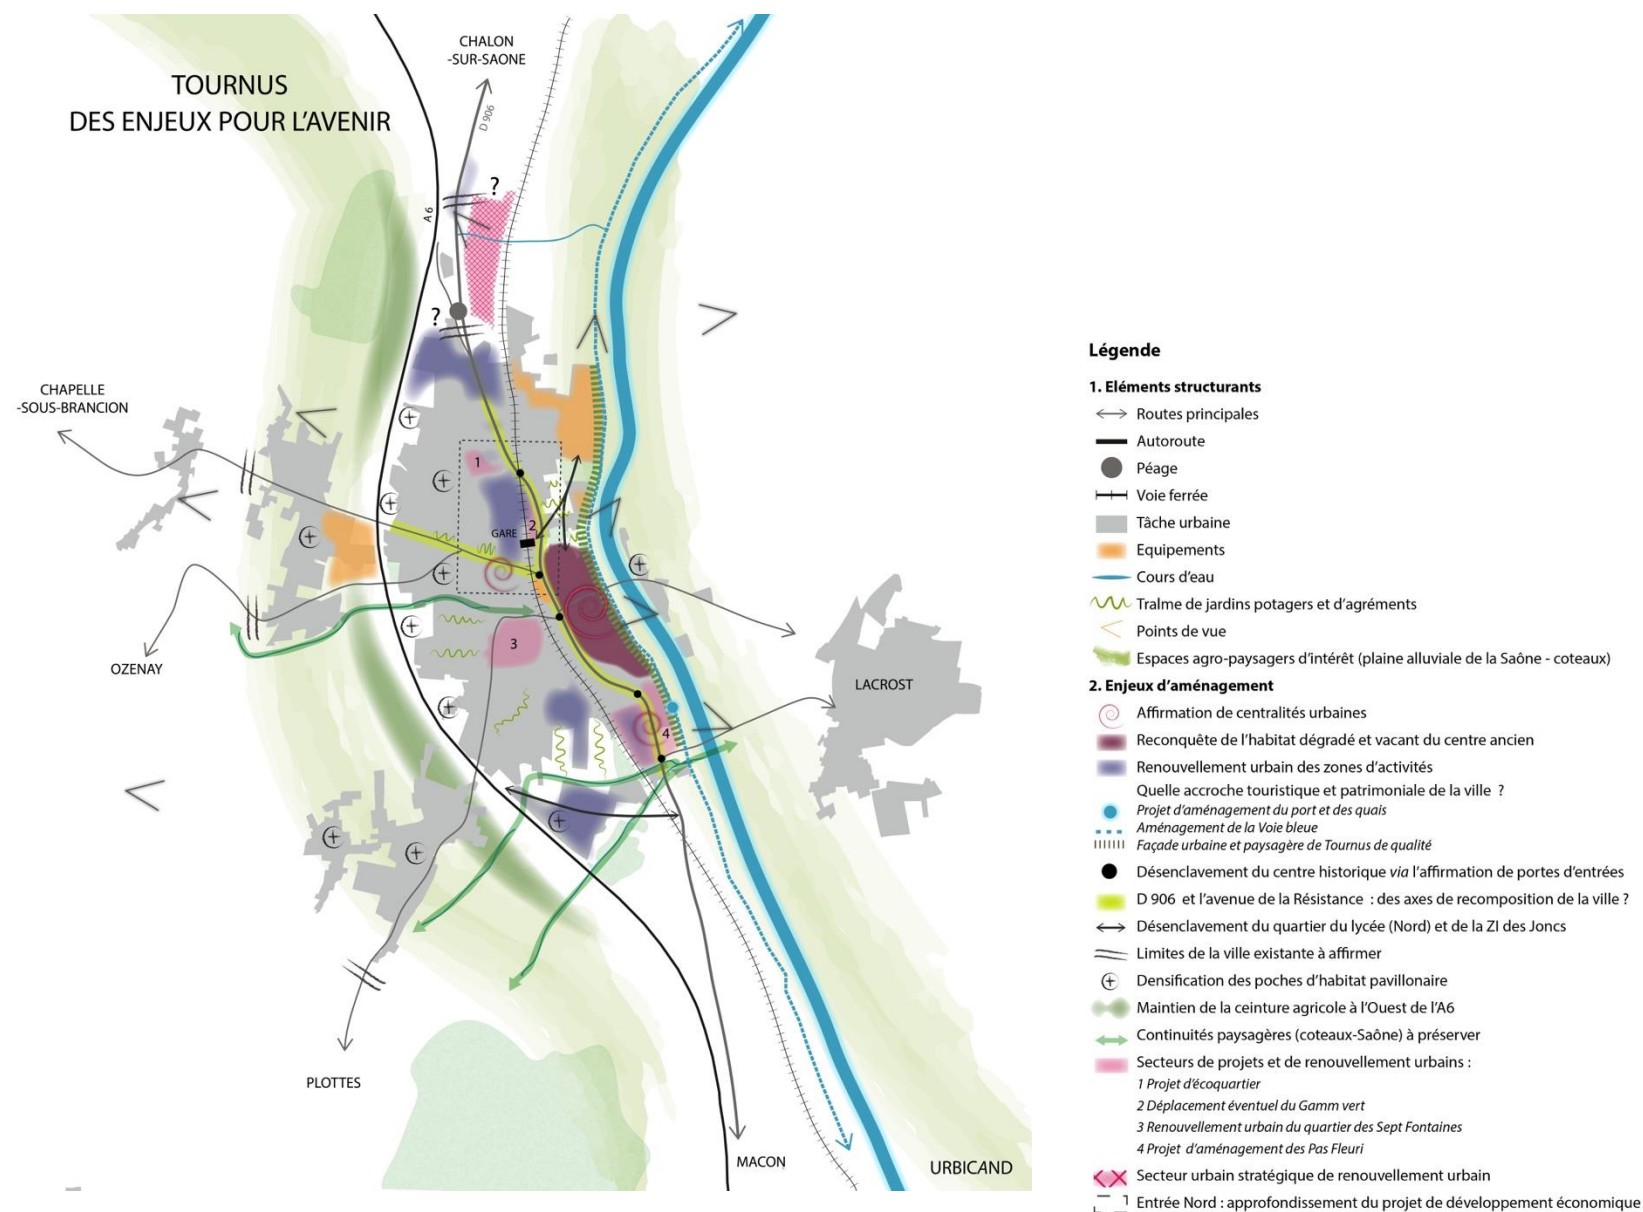 TOURNUS
DES ENJEUX POUR L'AVENIR
CHALON
-SUR-SAONE
D 906
?
A 6
?
CHAPELLE
-SOUS-BRANCION
1
2
GARE
OZENAY
3
LACROST
4
PLOTTES
MACON
URBICAND
Légende
1. Eléments structurants
Routes principales
Autoroute
Péage
Voie ferrée
Tâche urbaine
Equipements
Cours d'eau
Tralme de jardins potagers et d'agréments
Points de vue
Espaces agro-paysagers d'intérêt (plaine alluviale de la Saône - coteaux)
2. Enjeux d'aménagement
Affirmation de centralités urbaines
Reconquête de l'habitat dégradé et vacant du centre ancien
Renouvellement urbain des zones d'activités
Quelle accroche touristique et patrimoniale de la ville ?
Projet d'aménagement du port et des quais
Aménagement de la Voie bleue
Façade urbaine et paysagère de Tournus de qualité
Désenclavement du centre historique via l'affirmation de portes d'entrées
D 906 et l'avenue de la Résistance : des axes de recomposition de la ville ?
Désenclavement du quartier du lycée (Nord) et de la ZI des Joncs
Limites de la ville existante à affirmer
Densification des poches d'habitat pavillonaire
Maintien de la ceinture agricole à l'Ouest de l'A6
Continuités paysagères (coteaux-Saône) à préserver
Secteurs de projets et de renouvellement urbains :
1 Projet d'écoquartier
2 Déplacement éventuel du Gamm vert
3 Renouvellement urbain du quartier des Sept Fontaines
4 Projet d'aménagement des Pas Fleuri
Secteur urbain stratégique de renouvellement urbain
Entrée Nord : approfondissement du projet de développement économique